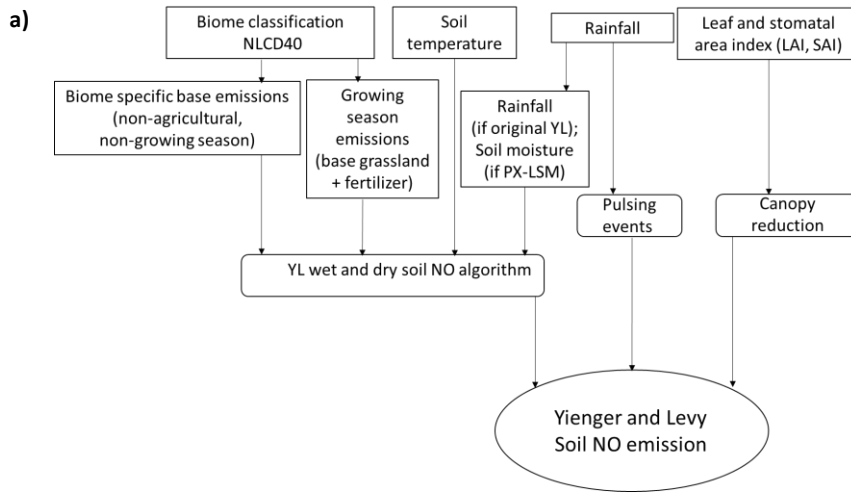 a)
Biome classification
NLCD40
Soil
temperature
Rainfall
Leaf and stomatal
area index (LAI, SAI)
Biome specific base emissions
(non-agricultural,
non-growing season)
Growing
season
emissions
(base grassland
+ fertilizer)
Rainfall
(if original YL);
Soil moisture
(if PX-LSM)
Pulsing
events
Canopy
reduction
YL wet and dry soil NO algorithm
Yienger and Levy
Soil NO emission